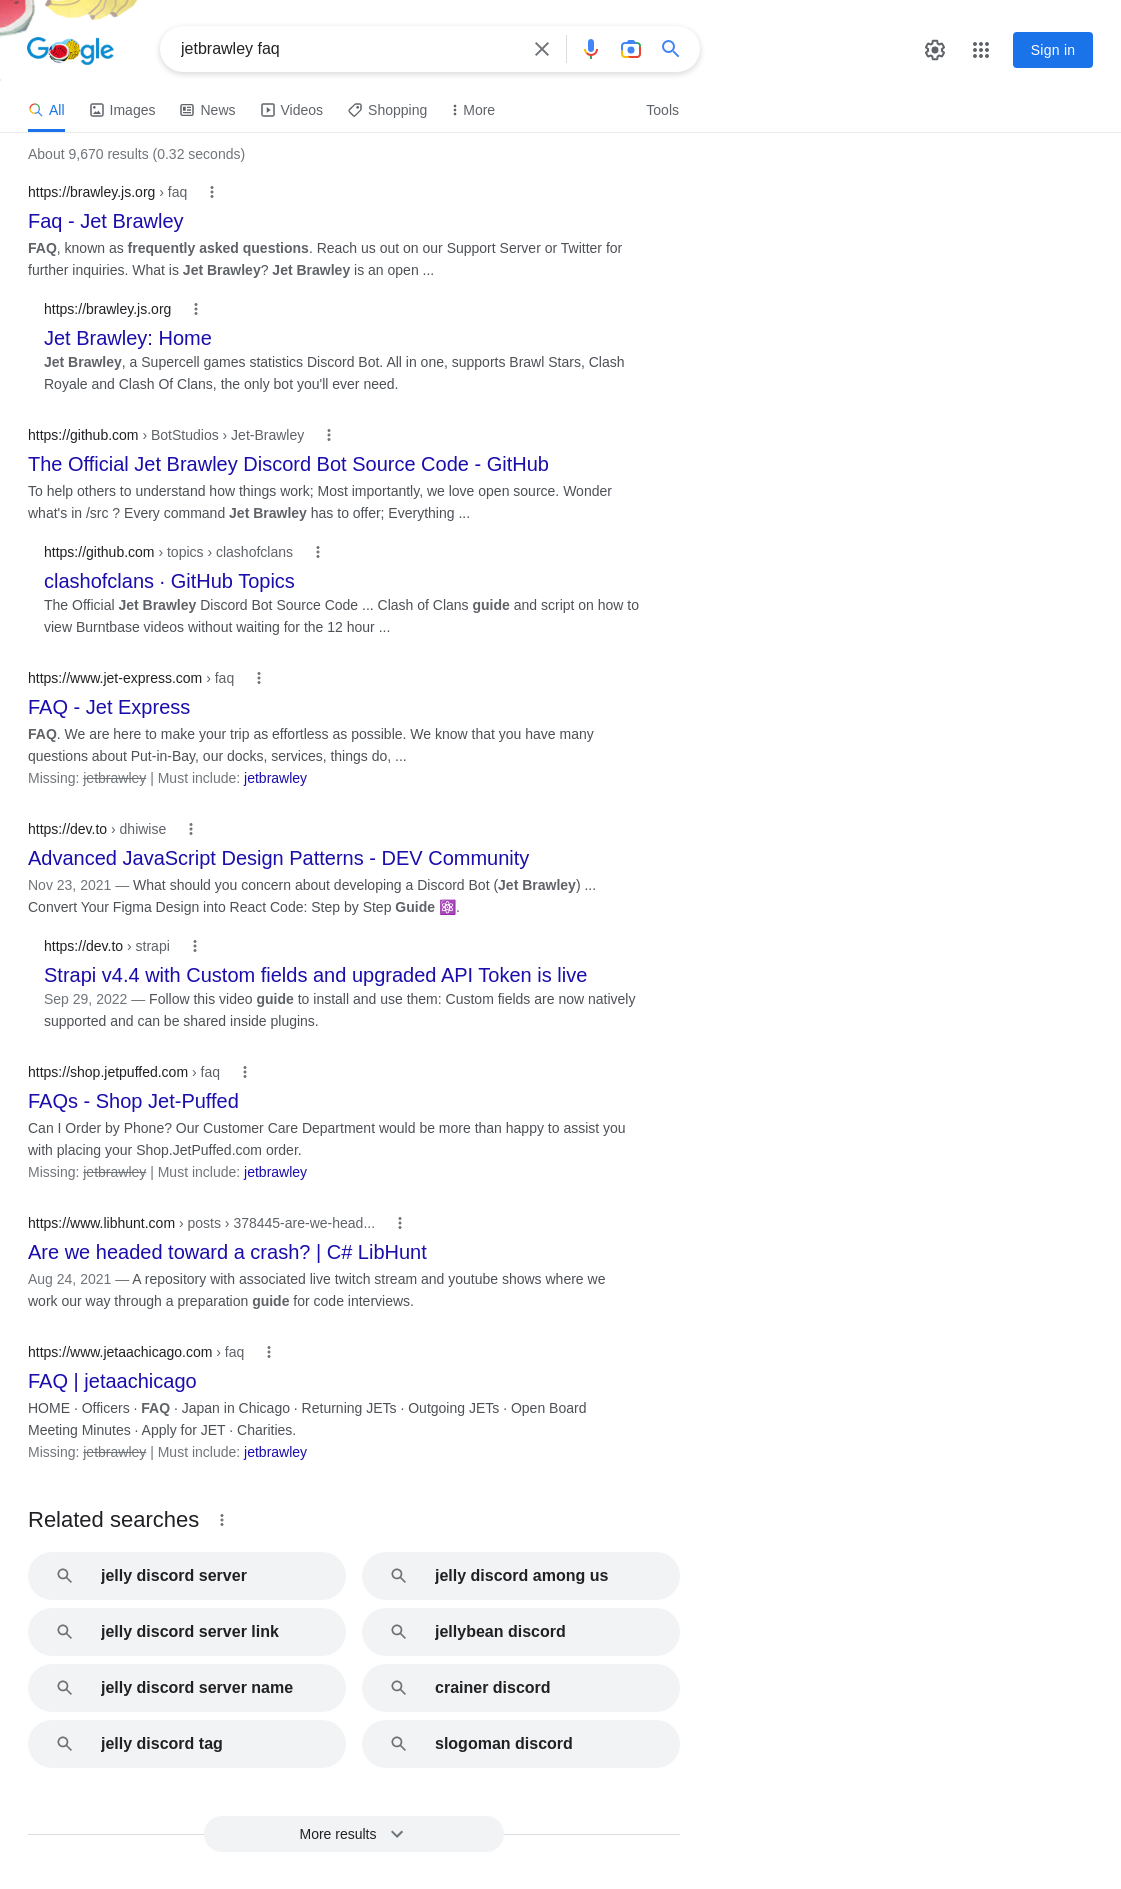 Google
jetbrawley faq
Sign in
All
Images
News
Videos
Shopping
More
Tools
About 9,670 results (0.32 seconds)
https://brawley.js.org › faq
Faq - Jet Brawley
FAQ, known as frequently asked questions. Reach us out on our Support Server or Twitter for
further inquiries. What is Jet Brawley? Jet Brawley is an open ...
https://brawley.js.org
Jet Brawley: Home
Jet Brawley, a Supercell games statistics Discord Bot. All in one, supports Brawl Stars, Clash
Royale and Clash Of Clans, the only bot you'll ever need.
https://github.com › BotStudios › Jet-Brawley
The Official Jet Brawley Discord Bot Source Code - GitHub
To help others to understand how things work; Most importantly, we love open source. Wonder
what's in /src ? Every command Jet Brawley has to offer; Everything ...
https://github.com › topics › clashofclans
clashofclans · GitHub Topics
The Official Jet Brawley Discord Bot Source Code ... Clash of Clans guide and script on how to
view Burntbase videos without waiting for the 12 hour ...
https://www.jet-express.com › faq
FAQ - Jet Express
FAQ. We are here to make your trip as effortless as possible. We know that you have many
questions about Put-in-Bay, our docks, services, things do, ...
Missing: jetbrawley | Must include: jetbrawley
https://dev.to › dhiwise
Advanced JavaScript Design Patterns - DEV Community
Nov 23, 2021 — What should you concern about developing a Discord Bot (Jet Brawley) ...
Convert Your Figma Design into React Code: Step by Step Guide ⚛️.
https://dev.to › strapi
Strapi v4.4 with Custom fields and upgraded API Token is live
Sep 29, 2022 — Follow this video guide to install and use them: Custom fields are now natively
supported and can be shared inside plugins.
https://shop.jetpuffed.com › faq
FAQs - Shop Jet-Puffed
Can I Order by Phone? Our Customer Care Department would be more than happy to assist you
with placing your Shop.JetPuffed.com order.
Missing: jetbrawley | Must include: jetbrawley
https://www.libhunt.com › posts › 378445-are-we-head...
Are we headed toward a crash? | C# LibHunt
Aug 24, 2021 — A repository with associated live twitch stream and youtube shows where we
work our way through a preparation guide for code interviews.
https://www.jetaachicago.com › faq
FAQ | jetaachicago
HOME · Officers · FAQ · Japan in Chicago · Returning JETs · Outgoing JETs · Open Board
Meeting Minutes · Apply for JET · Charities.
Missing: jetbrawley | Must include: jetbrawley
Related searches
jelly discord server
jelly discord among us
jelly discord server link
jellybean discord
jelly discord server name
crainer discord
jelly discord tag
slogoman discord
More results